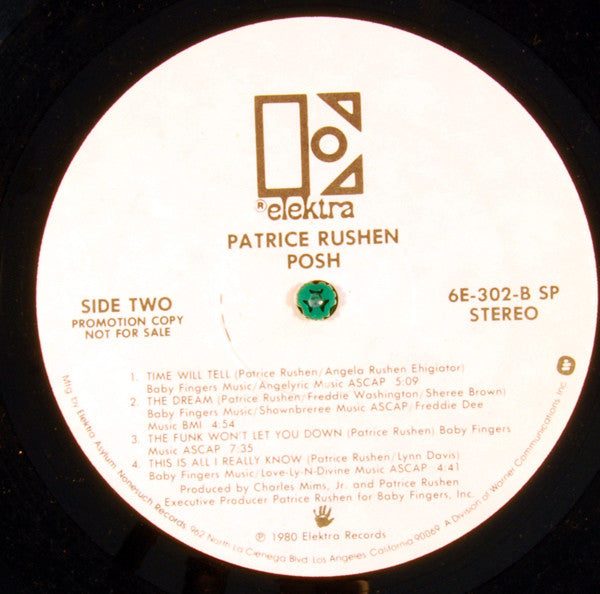 ® elektra
PATRICE RUSHEN
POSH
SIDE TWO
PROMOTION COPY
NOT FOR SALE
6E-302-B SP
STEREO
1. TIME WILL TELL (Patrice Rushen/Angela Rushen Ehigiator)
Baby Fingers Music/Angelyric Music ASCAP 5:09
2. THE DREAM (Patrice Rushen/Freddie Washington/Sheree Brown)
Baby Fingers Music/Shownbreree Music ASCAP/Freddie Dee
Music BMI 4:54
3. THE FUNK WON'T LET YOU DOWN (Patrice Rushen) Baby Fingers
Music ASCAP 7:35
4. THIS IS ALL I REALLY KNOW (Patrice Rushen/Lynn Davis)
Baby Fingers Music/Love-Ly-N-Divine Music ASCAP 4:41
Produced by Charles Mims, Jr. and Patrice Rushen
Executive Producer Patrice Rushen for Baby Fingers, Inc.
℗ 1980 Elektra Records
Mfg. by Elektra/Asylum/Nonesuch Records 962 North La Cienega Blvd. Los Angeles California 90069. A Division of Warner Communications, Inc.